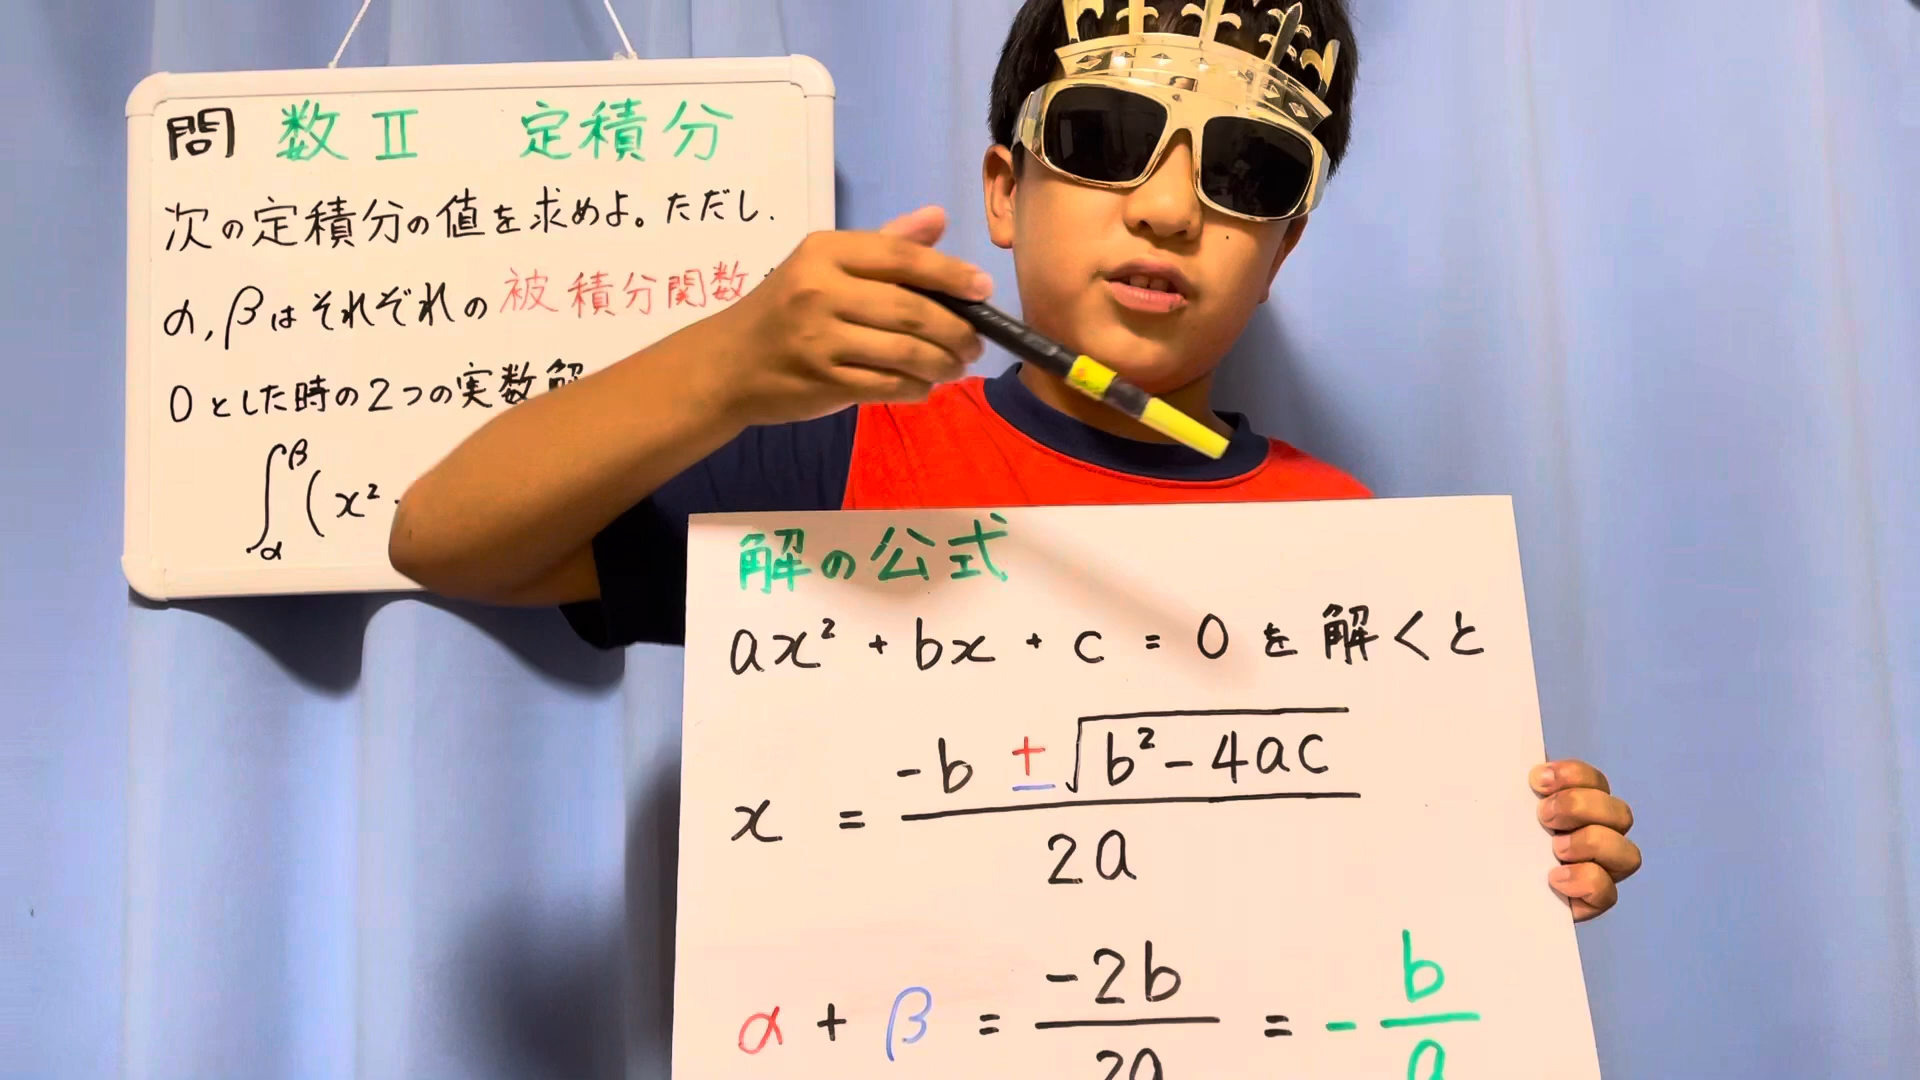 問 数Ⅱ 定積分
次の定積分の値を求めよ。ただし、
α, βはそれぞれの被積分関数
0とした時の2つの実数解
∫αβ (x²
解の公式
ax² + bx + c = 0 を解くと
x = (-b ± √(b² - 4ac)) / 2a
α + β = -2b / 2a = - b / a